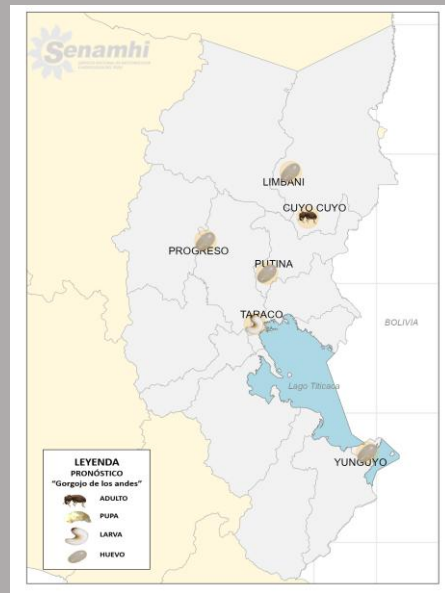 Senamhi
LIMBANI
CUYO CUYO
PROGRESO
PUTINA
TARACO
BOLIVIA
Lago Titicaca
YUNGUYO
LEYENDA
PRONÓSTICO
"Gorgojo de los andes"
ADULTO
PUPA
LARVA
HUEVO